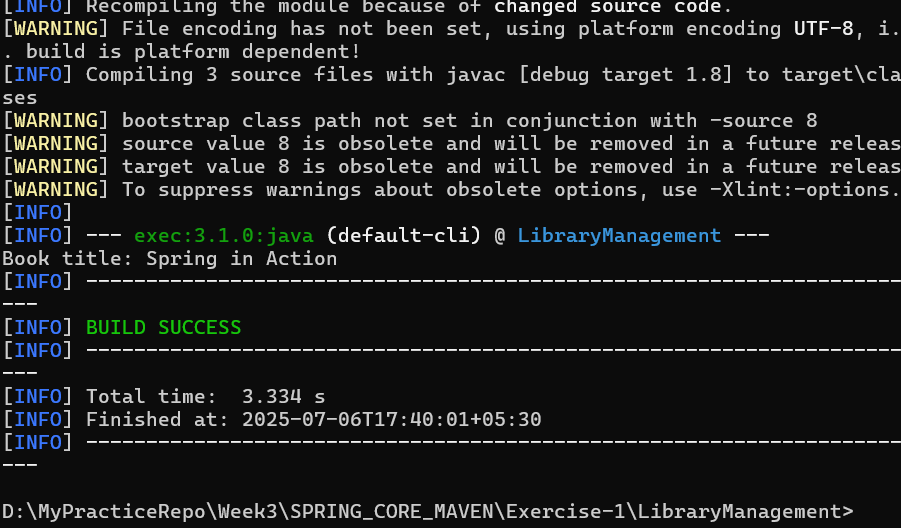 [INFO] Recompiling the module because of changed source code.
[WARNING] File encoding has not been set, using platform encoding UTF-8, i.
. build is platform dependent!
[INFO] Compiling 3 source files with javac [debug target 1.8] to target\cla
ses
[WARNING] bootstrap class path not set in conjunction with -source 8
[WARNING] source value 8 is obsolete and will be removed in a future releas
[WARNING] target value 8 is obsolete and will be removed in a future releas
[WARNING] To suppress warnings about obsolete options, use -Xlint:-options.
[INFO]
[INFO] --- exec:3.1.0:java (default-cli) @ LibraryManagement ---
Book title: Spring in Action
[INFO] --------------------------------------------------------------------
---
[INFO] BUILD SUCCESS
[INFO] --------------------------------------------------------------------
---
[INFO] Total time:  3.334 s
[INFO] Finished at: 2025-07-06T17:40:01+05:30
[INFO] --------------------------------------------------------------------
---
D:\MyPracticeRepo\Week3\SPRING_CORE_MAVEN\Exercise-1\LibraryManagement>